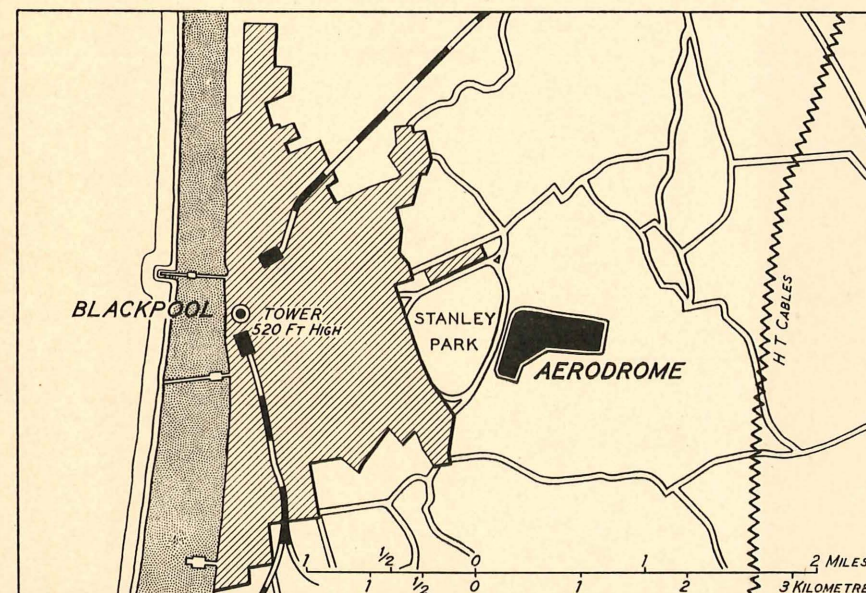 BLACKPOOL
TOWER
520 FT HIGH
STANLEY
PARK
AERODROME
H T CABLES
1 ½ 0 1 2 MILES
1 ½ 0 1 2 3 KILOMETRE